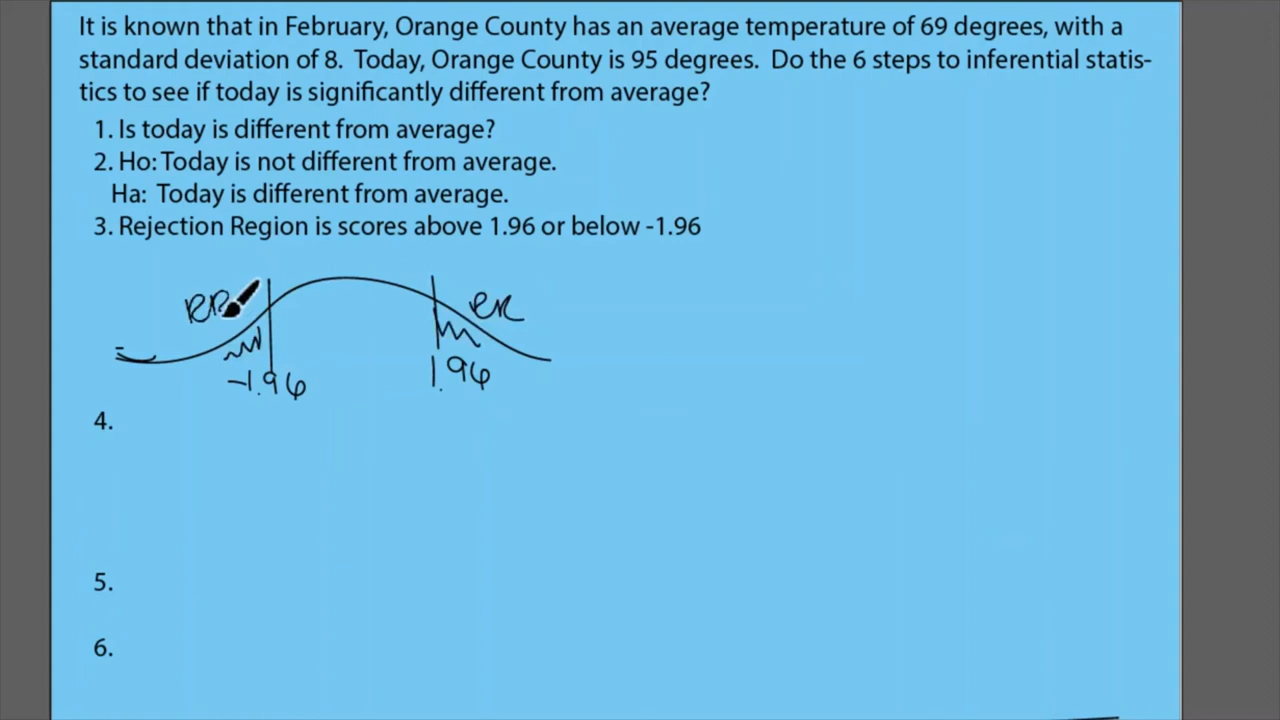 It is known that in February, Orange County has an average temperature of 69 degrees, with a
standard deviation of 8. Today, Orange County is 95 degrees. Do the 6 steps to inferential statis-
tics to see if today is significantly different from average?
1. Is today is different from average?
2. Ho: Today is not different from average.
Ha: Today is different from average.
3. Rejection Region is scores above 1.96 or below -1.96
RR RR
-1.96 1.96
4.
5.
6.